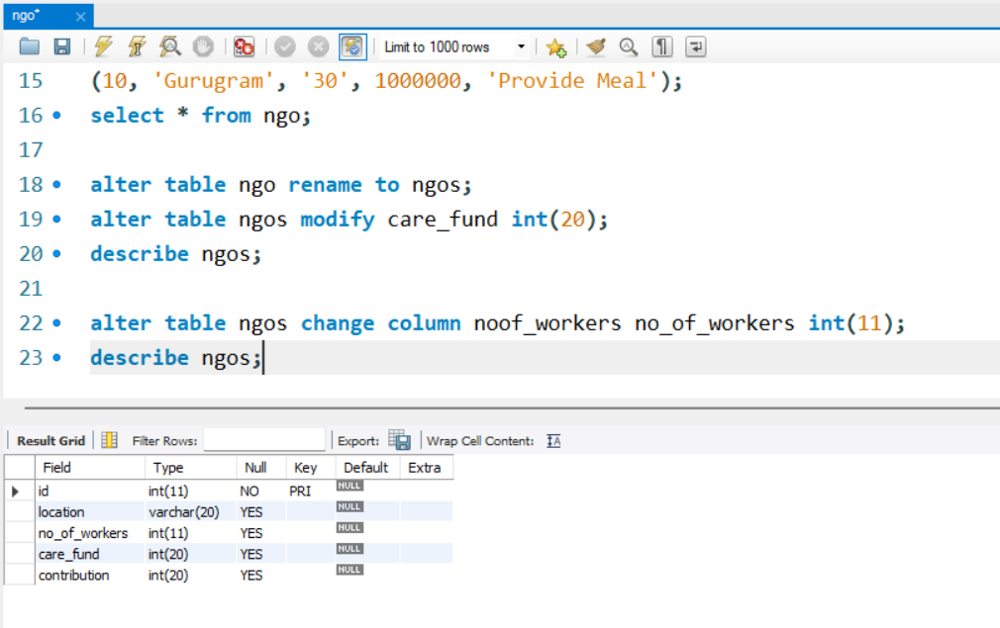 ngo*
Limit to 1000 rows
15 (10, 'Gurugram', '30', 1000000, 'Provide Meal');
16 select * from ngo;
17
18 alter table ngo rename to ngos;
19 alter table ngos modify care_fund int(20);
20 describe ngos;
21
22 alter table ngos change column noof_workers no_of_workers int(11);
23 describe ngos;
Result Grid Filter Rows: Export: Wrap Cell Content: IA
Field Type Null Key Default Extra
id int(11) NO PRI NULL
location varchar(20) YES NULL
no_of_workers int(11) YES NULL
care_fund int(20) YES NULL
contribution int(20) YES NULL